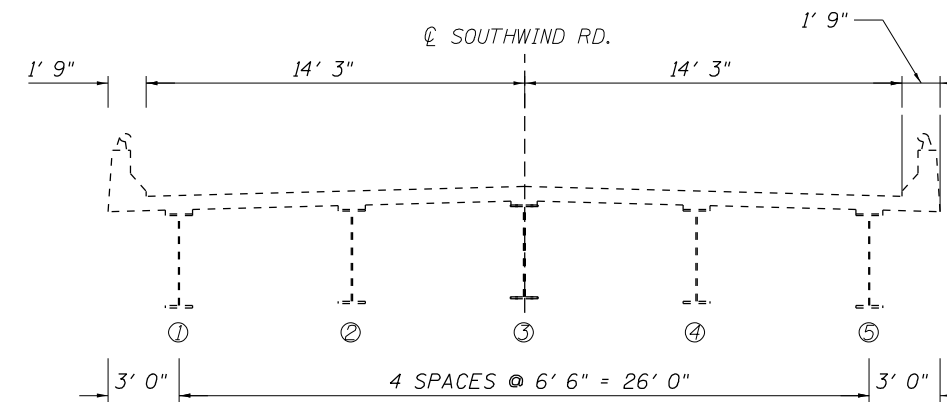 ℄ SOUTHWIND RD.
1' 9"
1' 9"
14' 3"
14' 3"
① ② ③ ④ ⑤
3' 0"
4 SPACES @ 6' 6" = 26' 0"
3' 0"